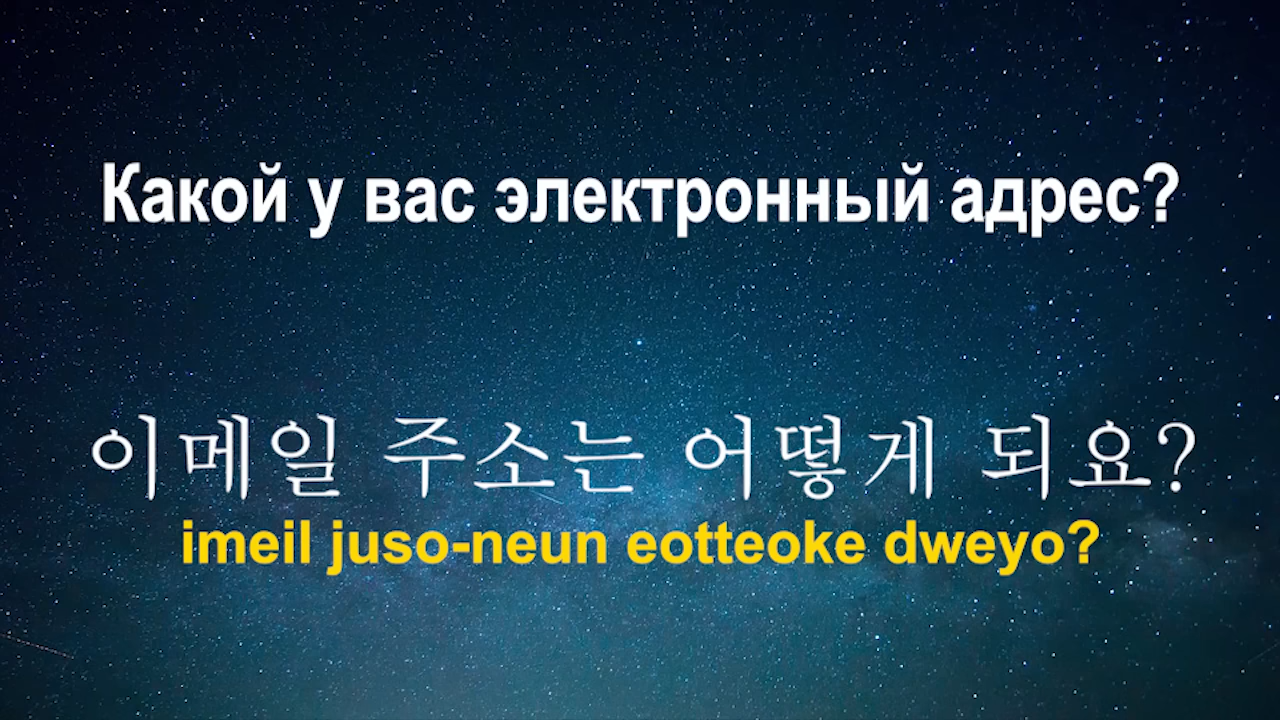 Какой у вас электронный адрес?
이메일 주소는 어떻게 되요?
imeil juso-neun eotteoke dweyo?